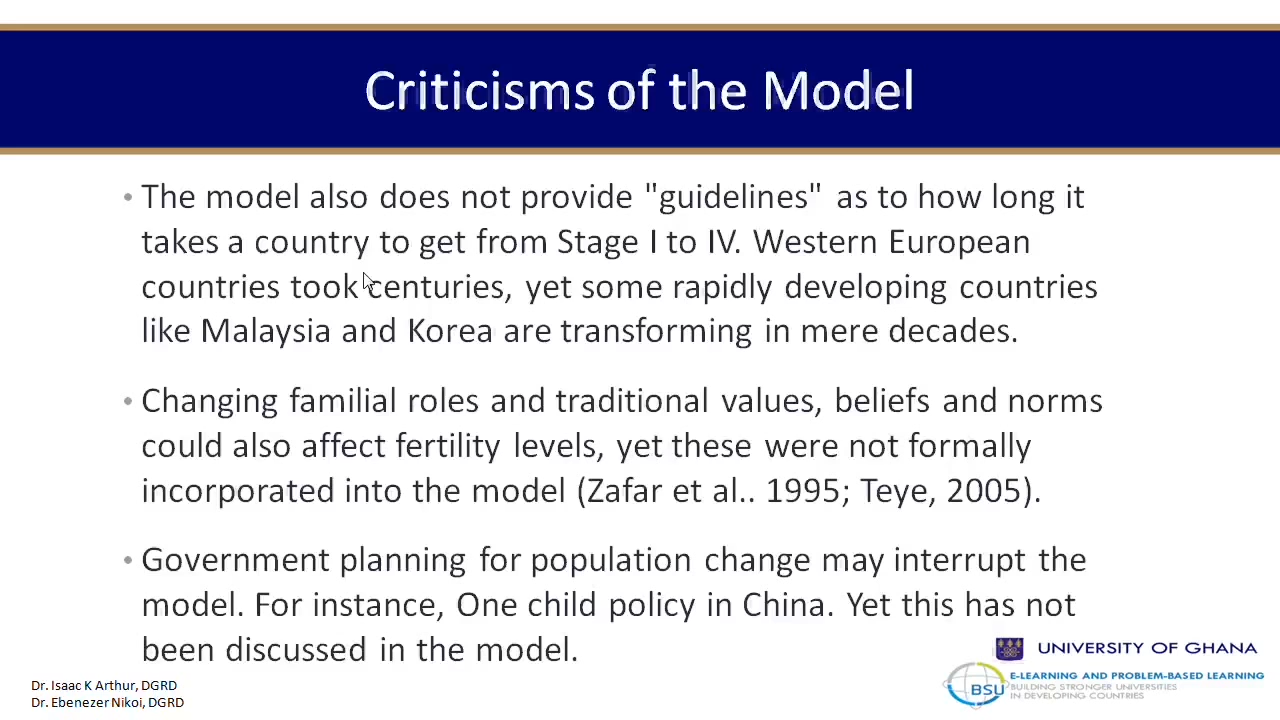 Criticisms of the Model
• The model also does not provide "guidelines" as to how long it
takes a country to get from Stage I to IV. Western European
countries took centuries, yet some rapidly developing countries
like Malaysia and Korea are transforming in mere decades.
• Changing familial roles and traditional values, beliefs and norms
could also affect fertility levels, yet these were not formally
incorporated into the model (Zafar et al.. 1995; Teye, 2005).
• Government planning for population change may interrupt the
model. For instance, One child policy in China. Yet this has not
been discussed in the model.
UNIVERSITY OF GHANA
Dr. Isaac K Arthur, DGRD
Dr. Ebenezer Nikoi, DGRD
BSU
E-LEARNING AND PROBLEM-BASED LEARNING
BUILDING STRONGER UNIVERSITIES
IN DEVELOPING COUNTRIES